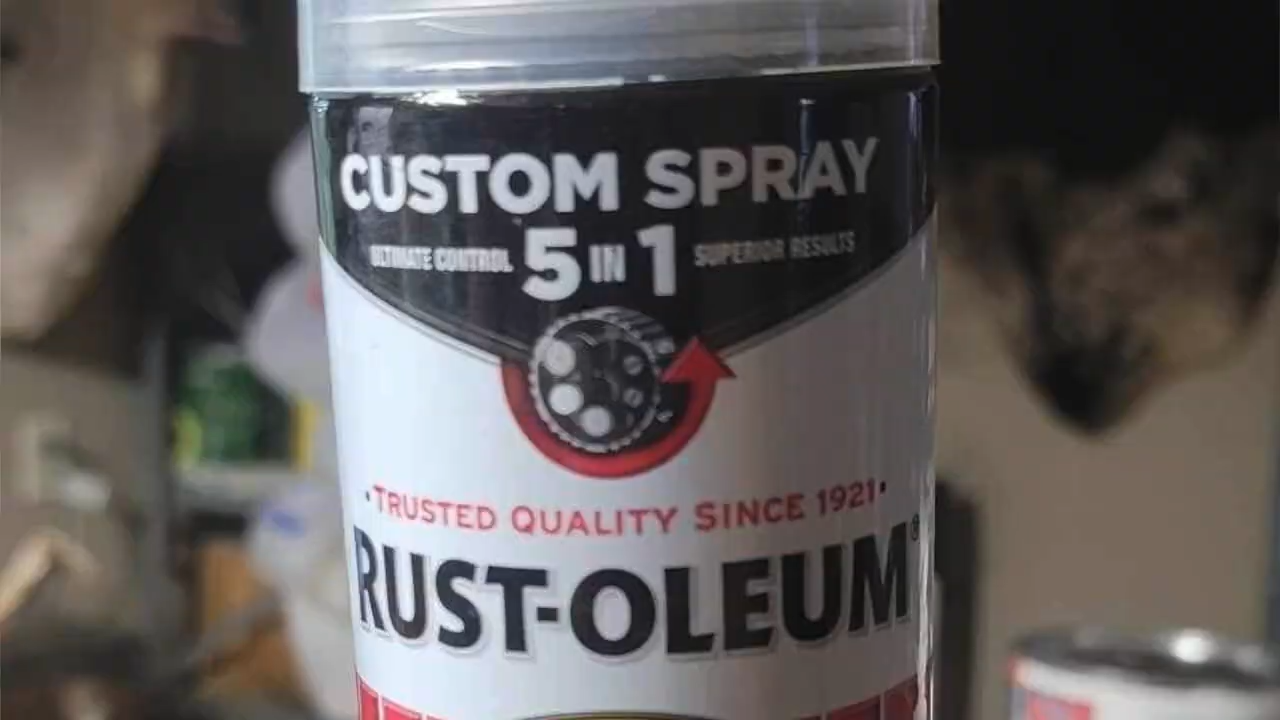 CUSTOM SPRAY
ULTIMATE CONTROL 5 IN 1 SUPERIOR RESULTS
·TRUSTED QUALITY SINCE 1921·
RUST-OLEUM®